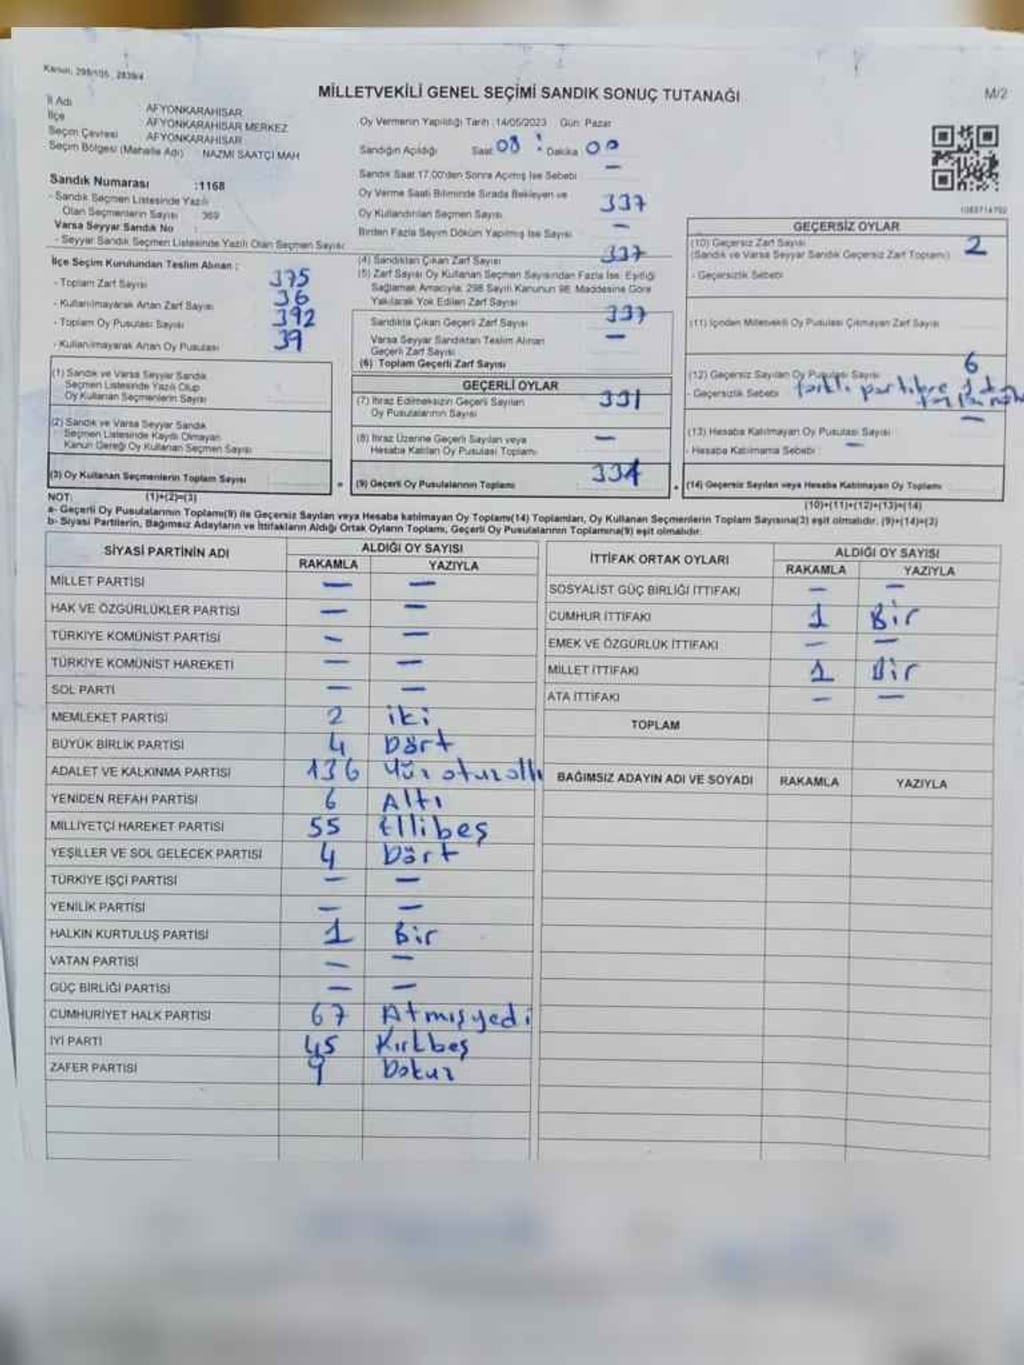 Kanun; 298/105 , 2839/4
MİLLETVEKİLİ GENEL SEÇİMİ SANDIK SONUÇ TUTANAĞI
M/2
İl Adı AFYONKARAHİSAR
İlçe AFYONKARAHİSAR MERKEZ
Seçim Çevresi AFYONKARAHİSAR
Seçim Bölgesi (Mahalle Adı) NAZMİ SAATÇİ MAH
Sandık Numarası :1168
- Sandık Seçmen Listesinde Yazılı
Olan Seçmenlerin Sayısı : 369
Varsa Seyyar Sandık No :
- Seyyar Sandık Seçmen Listesinde Yazılı Olan Seçmen Sayısı
İlçe Seçim Kurulundan Teslim Alınan :
- Toplam Zarf Sayısı 375
- Kullanılmayarak Artan Zarf Sayısı 36
- Toplam Oy Pusulası Sayısı 392
- Kullanılmayarak Artan Oy Pusulası 39
Oy Vermenin Yapıldığı Tarih : 14/05/2023 Gün: Pazar
Sandığın Açıldığı Saat 08 : Dakika 00
Sandık Saat 17.00'den Sonra Açılmış İse Sebebi —
Oy Verme Saati Bitiminde Sırada Bekleyen ve
Oy Kullandırılan Seçmen Sayısı 337
Birden Fazla Sayım Döküm Yapılmış İse Sayısı —
(4) Sandıktan Çıkan Zarf Sayısı 337
(5) Zarf Sayısı Oy Kullanan Seçmen Sayısından Fazla İse, Eşitliği
Sağlamak Amacıyla; 298 Sayılı Kanunun 98. Maddesine Göre
Yakılarak Yok Edilen Zarf Sayısı
Sandıkta Çıkan Geçerli Zarf Sayısı 337
Varsa Seyyar Sandıktan Teslim Alınan
Geçerli Zarf Sayısı —
(6) Toplam Geçerli Zarf Sayısı
GEÇERSİZ OYLAR
(10) Geçersiz Zarf Sayısı 2
(Sandık ve Varsa Seyyar Sandık Geçersiz Zarf Toplamı)
- Geçersizlik Sebebi
(11) İçinden Milletvekili Oy Pusulası Çıkmayan Zarf Sayısı
(12) Geçersiz Sayılan Oy Pusulası Sayısı 6
- Geçersizlik Sebebi farklı
(13) Hesaba Katılmayan Oy Pusulası Sayısı —
- Hesaba Katılmama Sebebi : —
(14) Geçersiz Sayılan veya Hesaba Katılmayan Oy Toplamı
(10)+(11)+(12)+(13)=(14)
(1) Sandık ve Varsa Seyyar Sandık
Seçmen Listesinde Yazılı Olup
Oy Kullanan Seçmenlerin Sayısı
(2) Sandık ve Varsa Seyyar Sandık
Seçmen Listesinde Kayıtlı Olmayan
Kanun Gereği Oy Kullanan Seçmen Sayısı
(3) Oy Kullanan Seçmenlerin Toplam Sayısı
GEÇERLİ OYLAR
(7) İtiraz Edilmeksizin Geçerli Sayılan
Oy Pusulalarının Sayısı 331
(8) İtiraz Üzerine Geçerli Sayılan veya
Hesaba Katılan Oy Pusulası Toplamı —
(9) Geçerli Oy Pusulalarının Toplamı
NOT: (1)+(2)=(3)
a- Geçerli Oy Pusulalarının Toplamı(9) ile Geçersiz Sayılan veya Hesaba katılmayan Oy Toplamı(14) Toplamları, Oy Kullanan Seçmenlerin Toplam Sayısına(3) eşit olmalıdır. (9)+(14)=(3)
b- Siyasi Partilerin, Bağımsız Adayların ve İttifakların Aldığı Ortak Oyların Toplamı, Geçerli Oy Pusulalarının Toplamına(9) eşit olmalıdır.
SİYASİ PARTİNİN ADI ALDIĞI OY SAYISI
RAKAMLA YAZIYLA
MİLLET PARTİSİ — —
HAK VE ÖZGÜRLÜKLER PARTİSİ — —
TÜRKİYE KOMÜNİST PARTİSİ — —
TÜRKİYE KOMÜNİST HAREKETİ — —
SOL PARTİ — —
MEMLEKET PARTİSİ 2 iki
BÜYÜK BİRLİK PARTİSİ 4 Dört
ADALET VE KALKINMA PARTİSİ 136 Yüz otuz altı
YENİDEN REFAH PARTİSİ 6 Altı
MİLLİYETÇİ HAREKET PARTİSİ 55 Ellibeş
YEŞİLLER VE SOL GELECEK PARTİSİ 4 Dört
TÜRKİYE İŞÇİ PARTİSİ — —
YENİLİK PARTİSİ — —
HALKIN KURTULUŞ PARTİSİ 1 Bir
VATAN PARTİSİ — —
GÜÇ BİRLİĞİ PARTİSİ — —
CUMHURİYET HALK PARTİSİ 67 Atmışyedi
İYİ PARTİ 45 Kırkbeş
ZAFER PARTİSİ 9 Dokuz
İTTİFAK ORTAK OYLARI ALDIĞI OY SAYISI
RAKAMLA YAZIYLA
SOSYALİST GÜÇ BİRLİĞİ İTTİFAKI — —
CUMHUR İTTİFAKI 1 Bir
EMEK VE ÖZGÜRLÜK İTTİFAKI — —
MİLLET İTTİFAKI 1 Bir
ATA İTTİFAKI — —
TOPLAM
BAĞIMSIZ ADAYIN ADI VE SOYADI RAKAMLA YAZIYLA